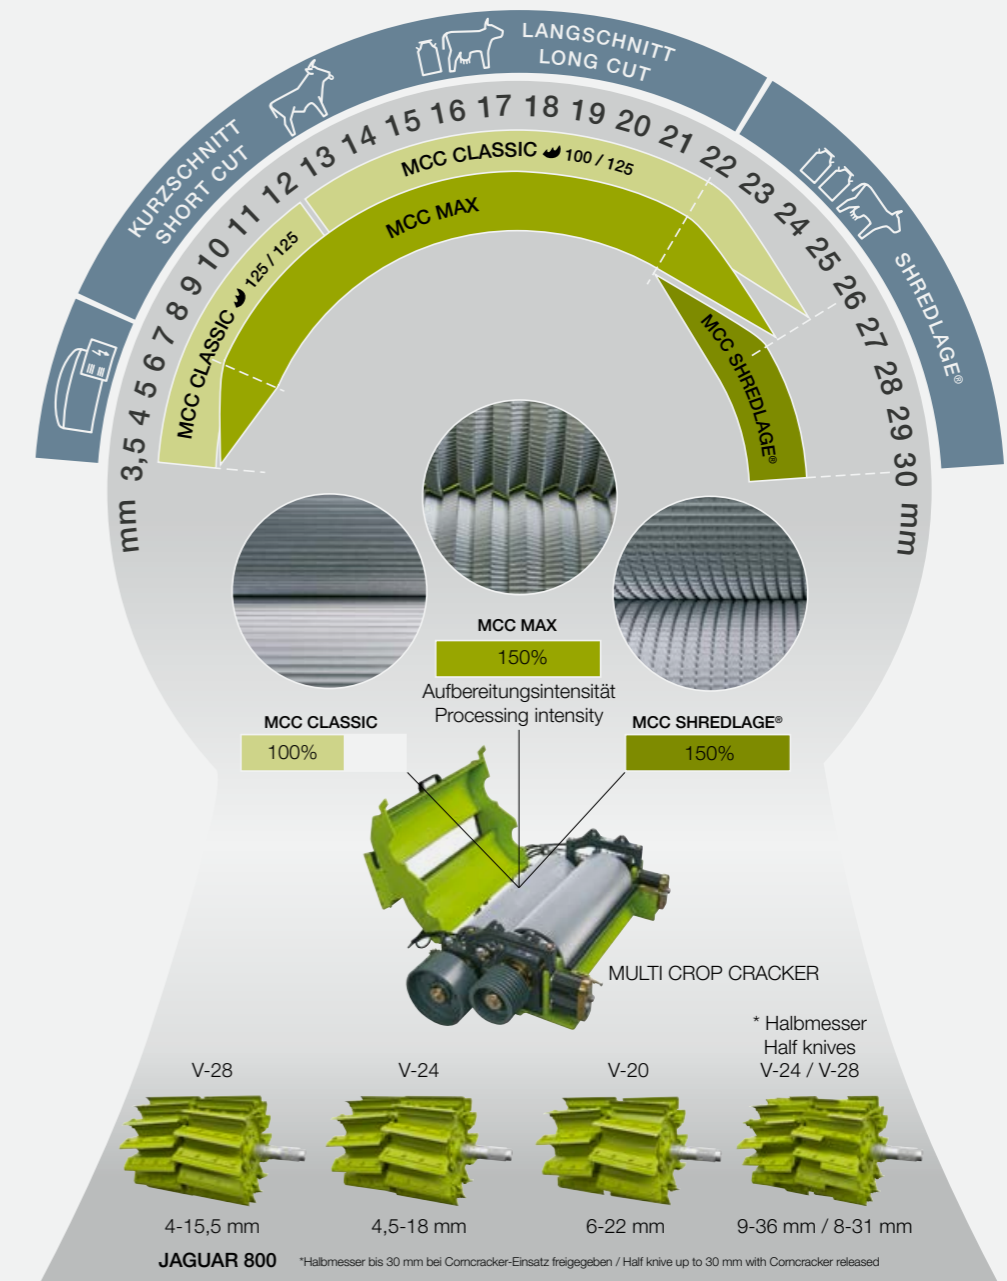 LANGSCHNITT
LONG CUT
KURZSCHNITT
SHORT CUT
SHREDLAGE®
mm 3,5 4 5 6 7 8 9 10 11 12 13 14 15 16 17 18 19 20 21 22 23 24 25 26 27 28 29 30 mm
MCC CLASSIC 125 / 125
MCC CLASSIC 100 / 125
MCC MAX
MCC SHREDLAGE®
MCC MAX
150%
Aufbereitungsintensität
Processing intensity
MCC CLASSIC
100%
MCC SHREDLAGE®
150%
MULTI CROP CRACKER
* Halbmesser
Half knives
V-28 V-24 V-20 V-24 / V-28
4-15,5 mm 4,5-18 mm 6-22 mm 9-36 mm / 8-31 mm
JAGUAR 800 *Halbmesser bis 30 mm bei Corncracker-Einsatz freigegeben / Half knive up to 30 mm with Corncracker released